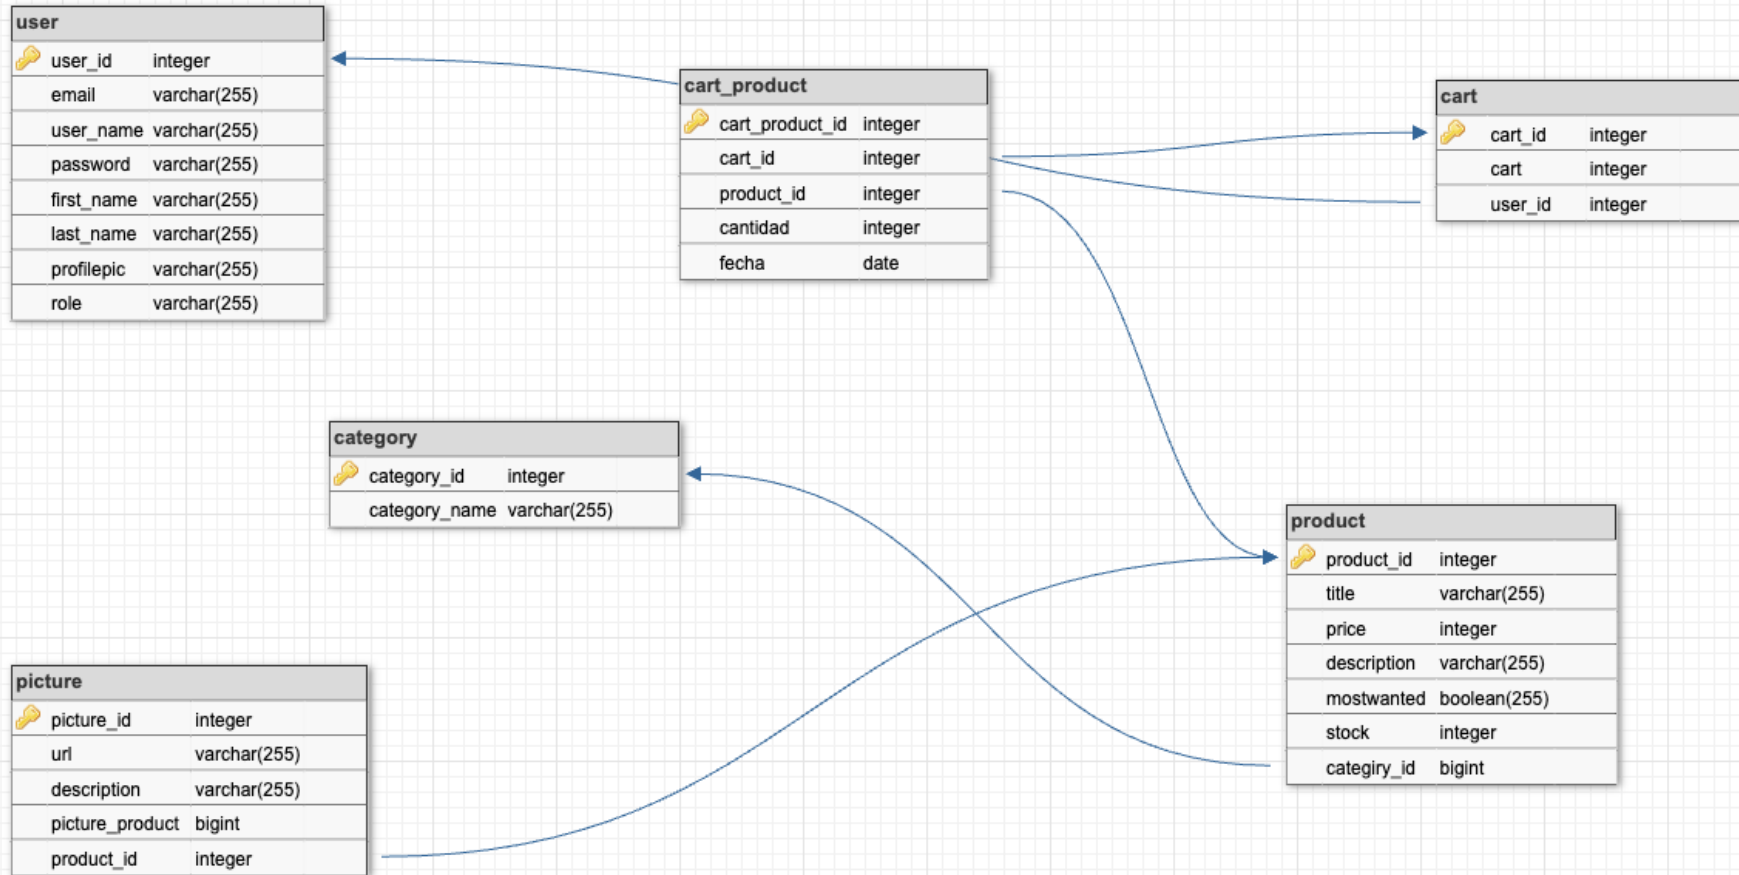 user
user_id integer
email varchar(255)
user_name varchar(255)
password varchar(255)
first_name varchar(255)
last_name varchar(255)
profilepic varchar(255)
role varchar(255)
cart_product
cart_product_id integer
cart_id integer
product_id integer
cantidad integer
fecha date
cart
cart_id integer
cart integer
user_id integer
category
category_id integer
category_name varchar(255)
product
product_id integer
title varchar(255)
price integer
description varchar(255)
mostwanted boolean(255)
stock integer
categiry_id bigint
picture
picture_id integer
url varchar(255)
description varchar(255)
picture_product bigint
product_id integer